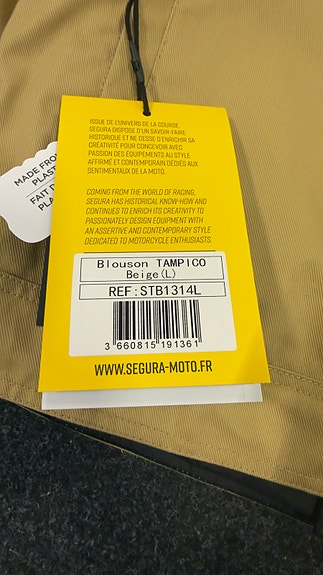 ISSUE DE L'UNIVERS DE LA COURSE,
SEGURA DISPOSE D'UN SAVOIR-FAIRE
HISTORIQUE ET NE CESSE D'ENRICHIR SA
CRÉATIVITÉ POUR CONCEVOIR AVEC
PASSION DES ÉQUIPEMENTS AU STYLE
AFFIRMÉ ET CONTEMPORAIN DÉDIÉS AUX
SENTIMENTAUX DE LA MOTO.
MADE FRO
PLAST
FAIT D
PLA
COMING FROM THE WORLD OF RACING,
SEGURA HAS HISTORICAL KNOW-HOW AND
CONTINUES TO ENRICH ITS CREATIVITY TO
PASSIONATELY DESIGN EQUIPMENT WITH
AN ASSERTIVE AND CONTEMPORARY STYLE
DEDICATED TO MOTORCYCLE ENTHUSIASTS.
Blouson TAMPICO
Beige(L)
REF:STB1314L
3 660815 191361
WWW.SEGURA-MOTO.FR